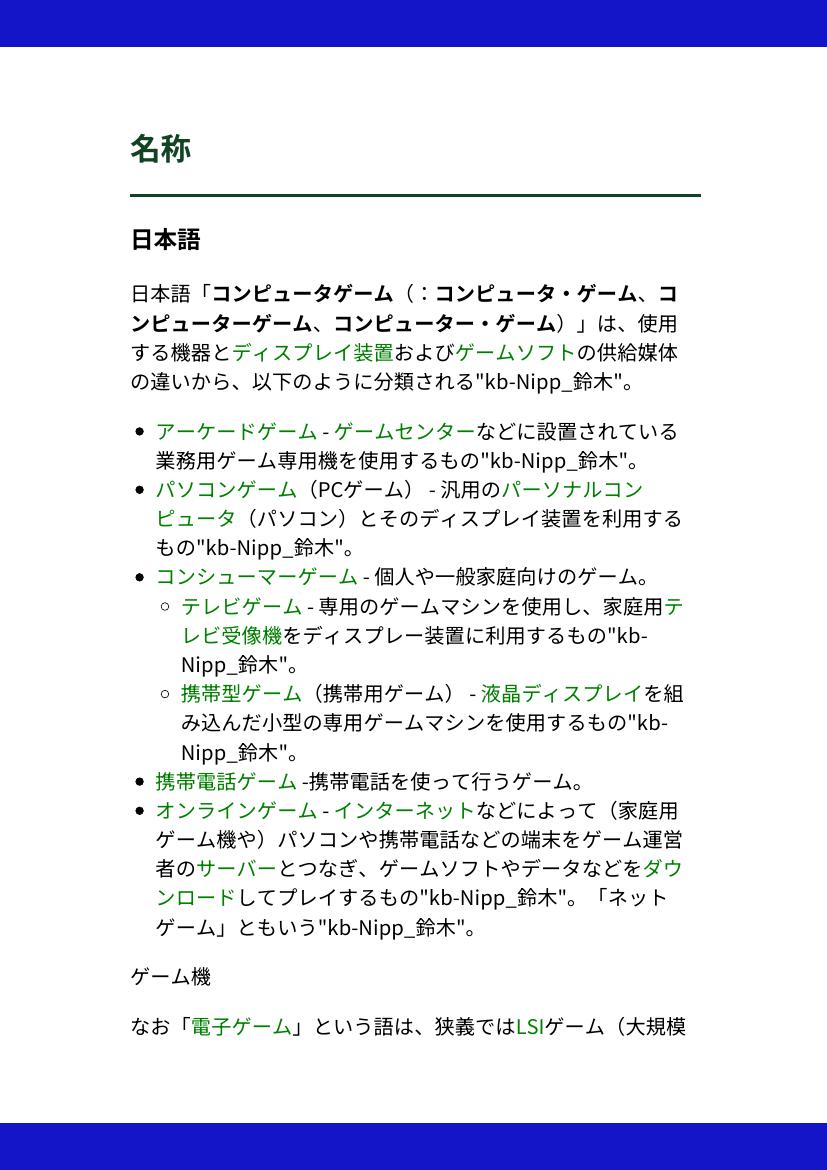 名称
日本語
日本語「コンピュータゲーム（：コンピュータ・ゲーム、コ
ンピューターゲーム、コンピューター・ゲーム）」は、使用
する機器とディスプレイ装置およびゲームソフトの供給媒体
の違いから、以下のように分類される"kb-Nipp_鈴木"。
アーケードゲーム - ゲームセンターなどに設置されている
業務用ゲーム専用機を使用するもの"kb-Nipp_鈴木"。
パソコンゲーム（PCゲーム） - 汎用のパーソナルコン
ピュータ（パソコン）とそのディスプレイ装置を利用する
もの"kb-Nipp_鈴木"。
コンシューマーゲーム - 個人や一般家庭向けのゲーム。
テレビゲーム - 専用のゲームマシンを使用し、家庭用テ
レビ受像機をディスプレー装置に利用するもの"kb-
Nipp_鈴木"。
携帯型ゲーム（携帯用ゲーム） - 液晶ディスプレイを組
み込んだ小型の専用ゲームマシンを使用するもの"kb-
Nipp_鈴木"。
携帯電話ゲーム -携帯電話を使って行うゲーム。
オンラインゲーム - インターネットなどによって（家庭用
ゲーム機や）パソコンや携帯電話などの端末をゲーム運営
者のサーバーとつなぎ、ゲームソフトやデータなどをダウ
ンロードしてプレイするもの"kb-Nipp_鈴木"。「ネット
ゲーム」ともいう"kb-Nipp_鈴木"。
ゲーム機
なお「電子ゲーム」という語は、狭義ではLSIゲーム（大規模